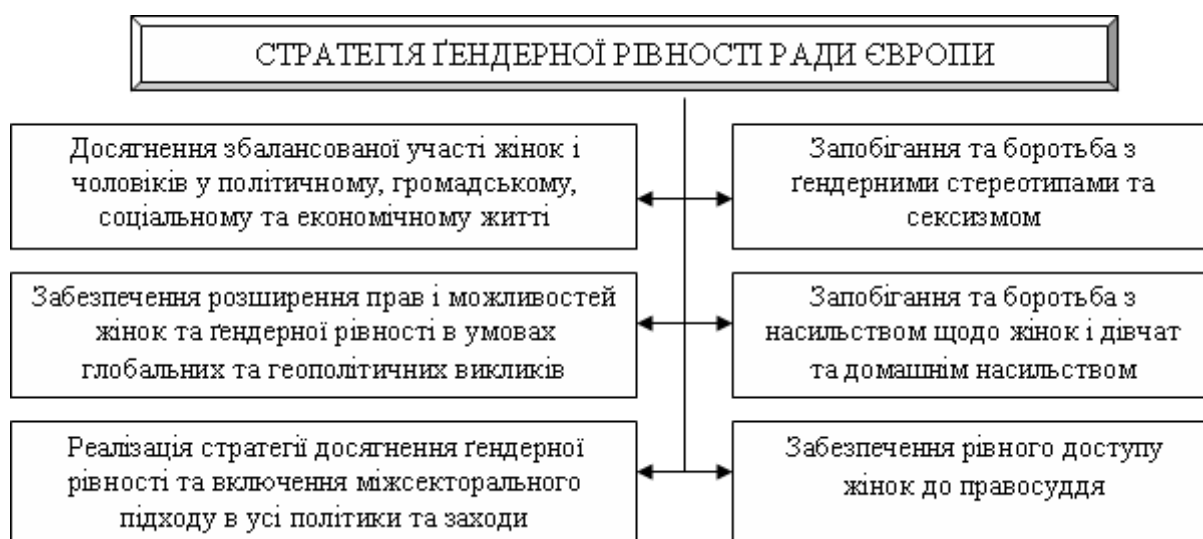 СТРАТЕГІЯ ҐЕНДЕРНОЇ РІВНОСТІ РАДИ ЄВРОПИ
Досягнення збалансованої участі жінок і
чоловіків у політичному, громадському,
соціальному та економічному житті
Запобігання та боротьба з
ґендерними стереотипами та
сексизмом
Забезпечення розширення прав і можливостей
жінок та ґендерної рівності в умовах
глобальних та геополітичних викликів
Запобігання та боротьба з
насильством щодо жінок і дівчат
та домашнім насильством
Реалізація стратегії досягнення ґендерної
рівності та включення міжсекторального
підходу в усі політики та заходи
Забезпечення рівного доступу
жінок до правосуддя